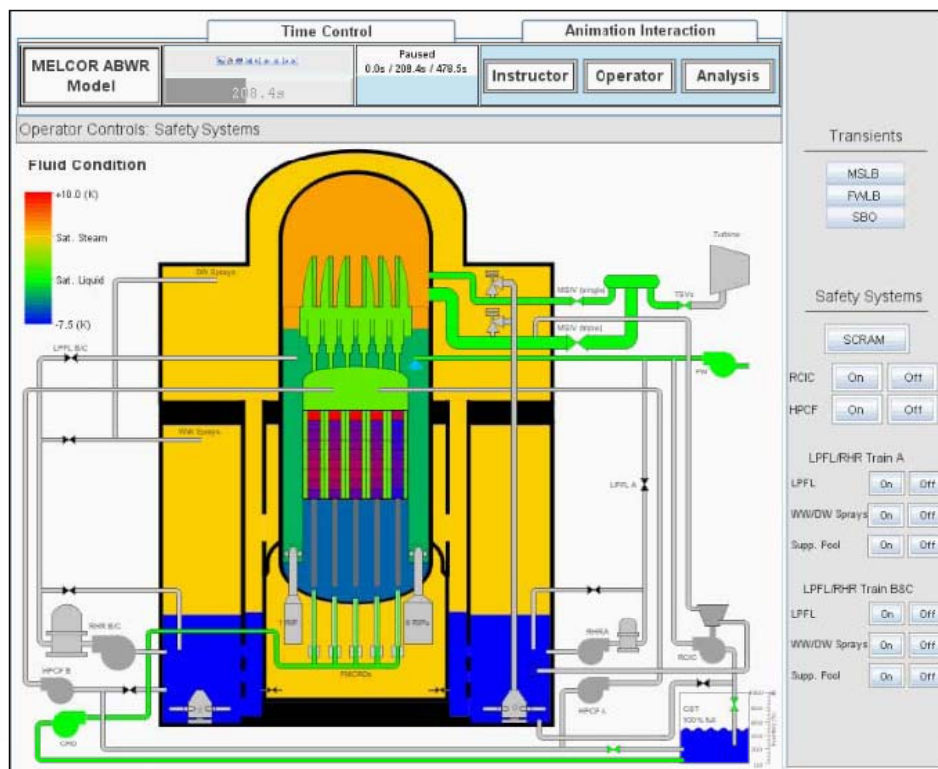 Time Control
Animation Interaction
MELCOR ABWR
Model
208.4s
Paused
0.0s / 208.4s / 478.5s
Instructor
Operator
Analysis
Operator Controls: Safety Systems
Fluid Condition
+10.0 (K)
Sat. Steam
Sat. Liquid
-7.5 (K)
DW Sprays
LPFL B/C
WW Sprays
RHR B/C
HPCF B
CRD
7 RIP
FMCRDs
MSIV (single)
MSIV (triple)
TSVs
Turbine
FW
LPFL A
RHR A
HPCF A
RCIC
CST
100% full
Transients
MSLB
FWLB
SBO
Safety Systems
SCRAM
RCIC On Off
HPCF On Off
LPFL/RHR Train A
LPFL On Off
WW/DW Sprays On Off
Supp. Pool On Off
LPFL/RHR Train B&C
LPFL On Off
WW/DW Sprays On Off
Supp. Pool On Off